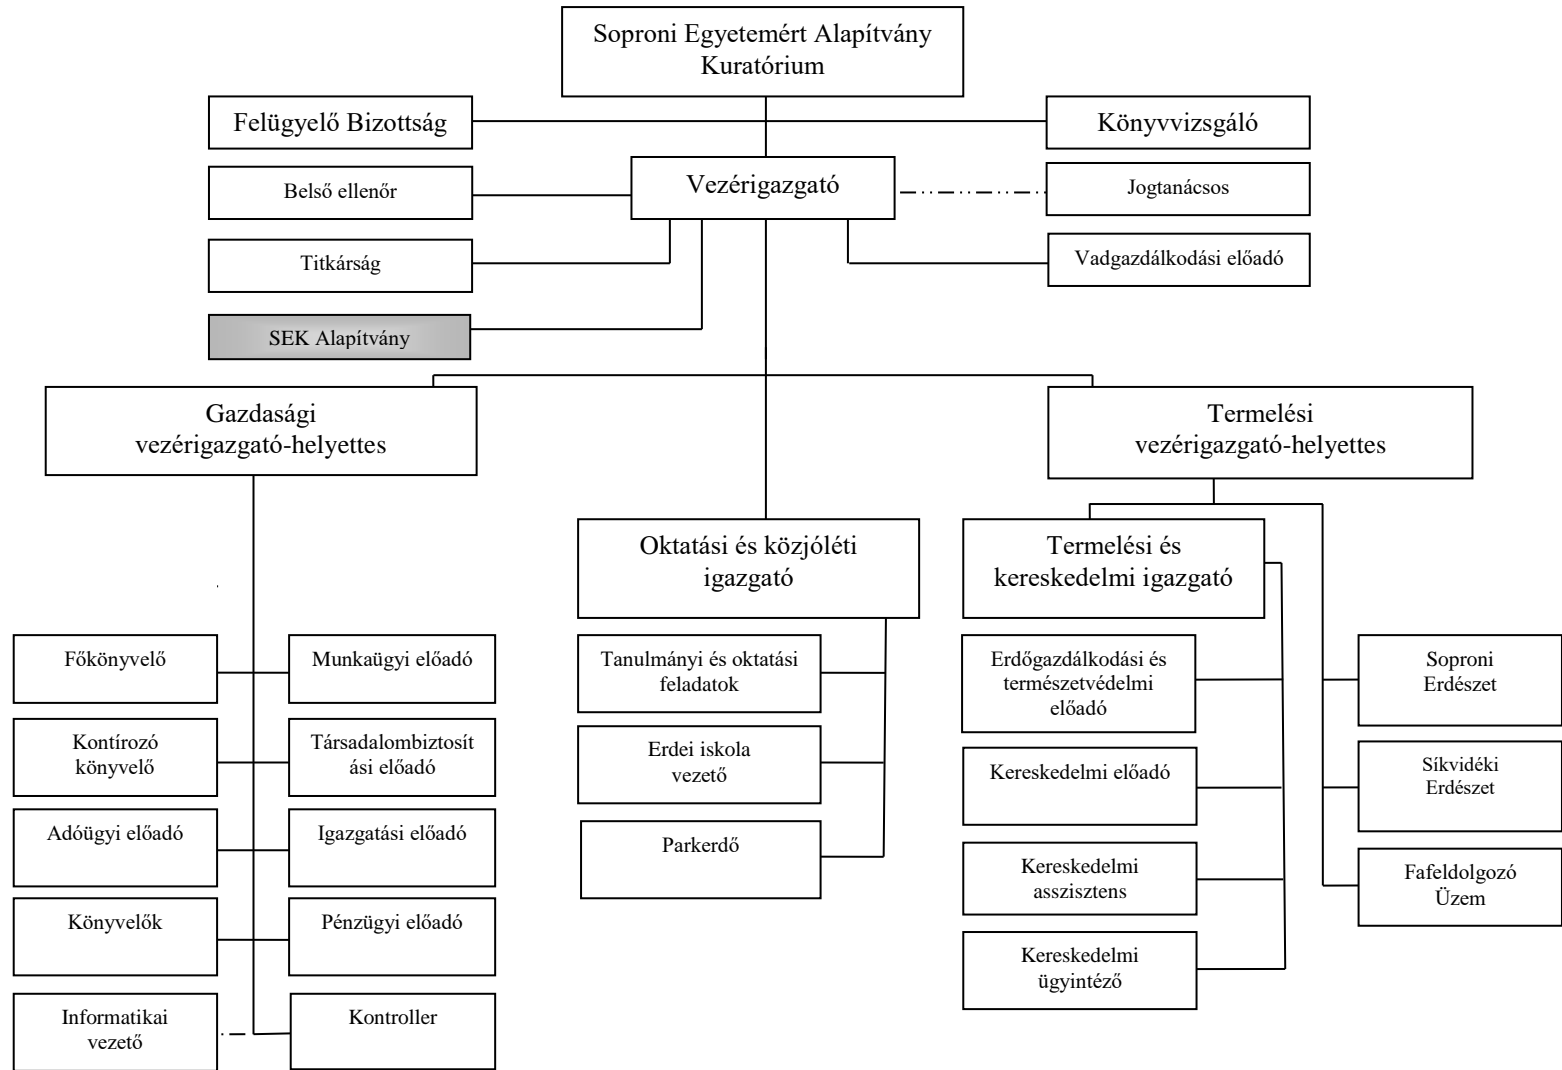 Soproni Egyetemért Alapítvány
Kuratórium
Felügyelő Bizottság
Könyvvizsgáló
Belső ellenőr
Vezérigazgató
Jogtanácsos
Titkárság
Vadgazdálkodási előadó
SEK Alapítvány
Gazdasági
vezérigazgató-helyettes
Termelési
vezérigazgató-helyettes
Oktatási és közjóléti
igazgató
Termelési és
kereskedelmi igazgató
Főkönyvelő
Munkaügyi előadó
Kontírozó
könyvelő
Társadalombiztosít
ási előadó
Adóügyi előadó
Igazgatási előadó
Könyvelők
Pénzügyi előadó
Informatikai
vezető
Kontroller
Tanulmányi és oktatási
feladatok
Erdei iskola
vezető
Parkerdő
Erdőgazdálkodási és
természetvédelmi
előadó
Kereskedelmi előadó
Kereskedelmi
asszisztens
Kereskedelmi
ügyintéző
Soproni
Erdészet
Síkvidéki
Erdészet
Fafeldolgozó
Üzem